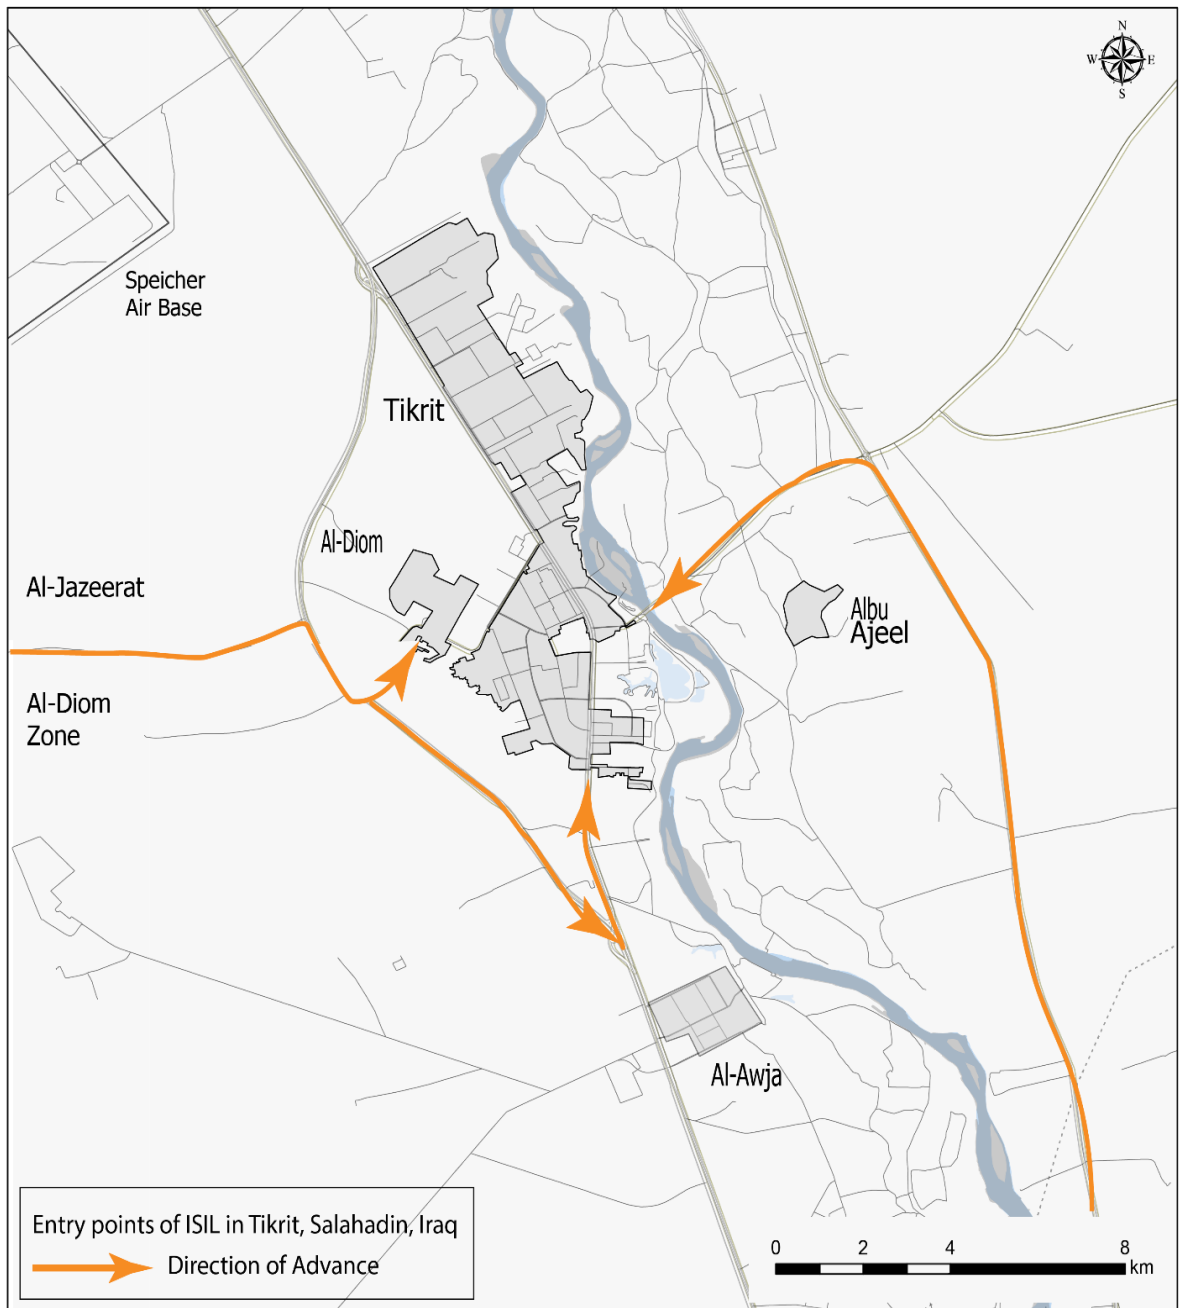 N
W E
S
Speicher
Air Base
Tikrit
Al-Diom
Al-Jazeerat
Albu
Ajeel
Al-Diom
Zone
Al-Awja
Entry points of ISIL in Tikrit, Salahadin, Iraq
Direction of Advance
0 2 4 8
km